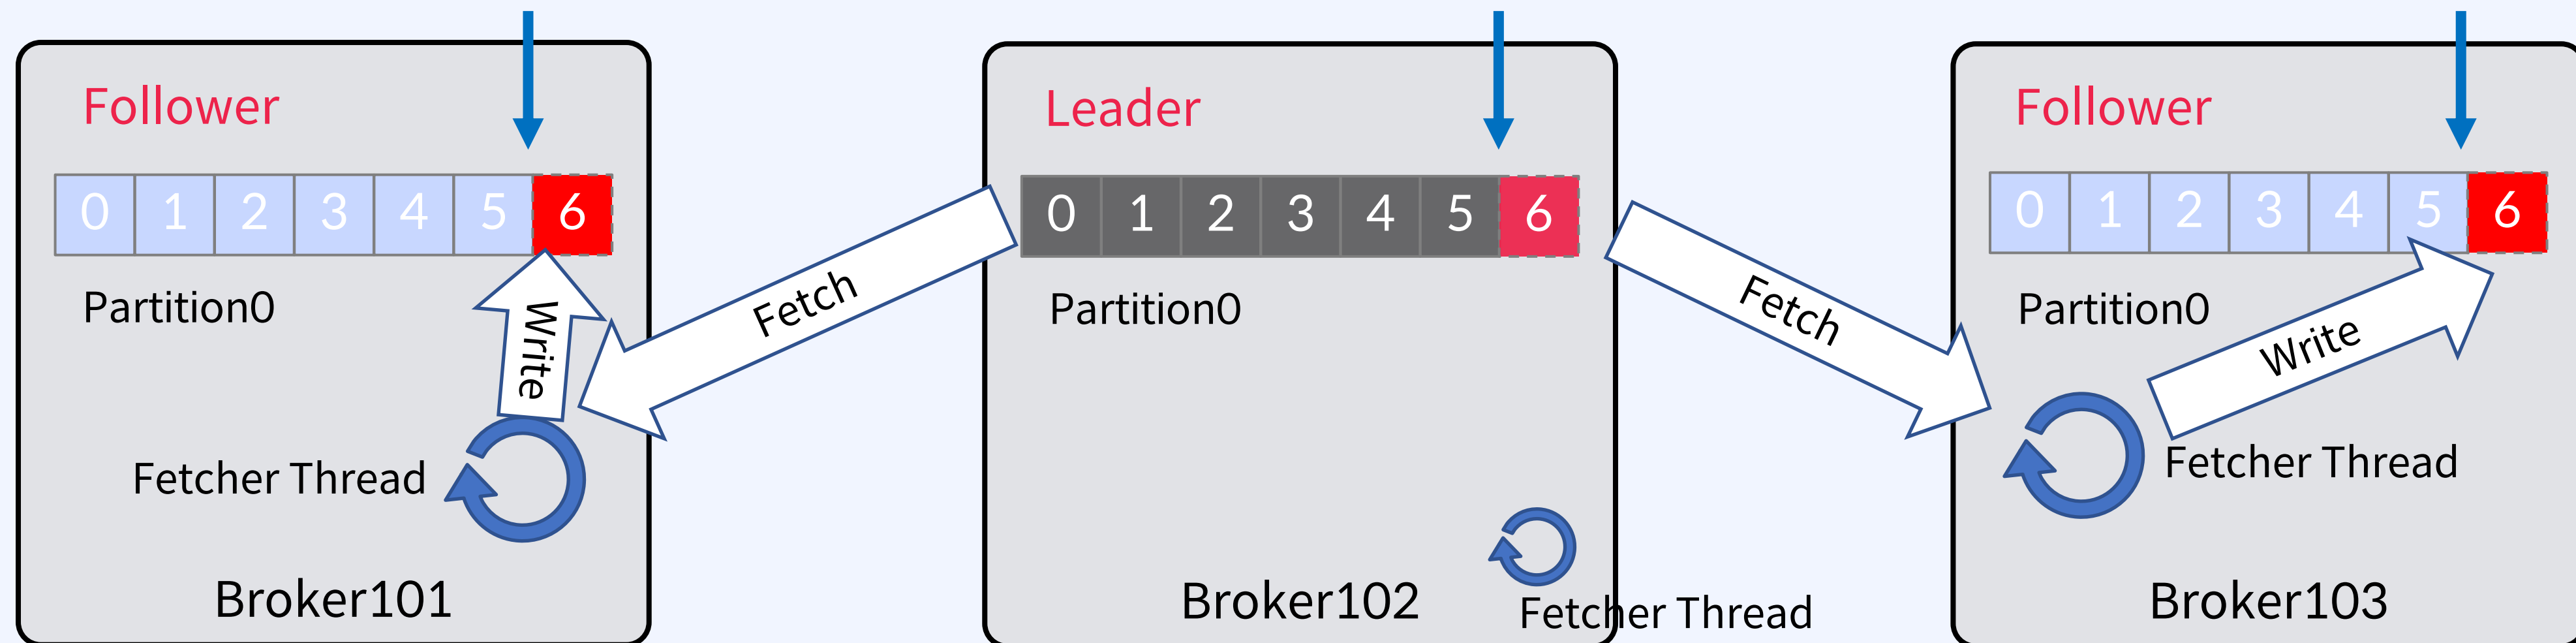 Follower
0 1 2 3 4 5 6
Partition0
Write
Fetch
Fetcher Thread
Broker101
Leader
0 1 2 3 4 5 6
Partition0
Broker102
Fetcher Thread
Fetch
Follower
0 1 2 3 4 5 6
Partition0
Write
Fetcher Thread
Broker103